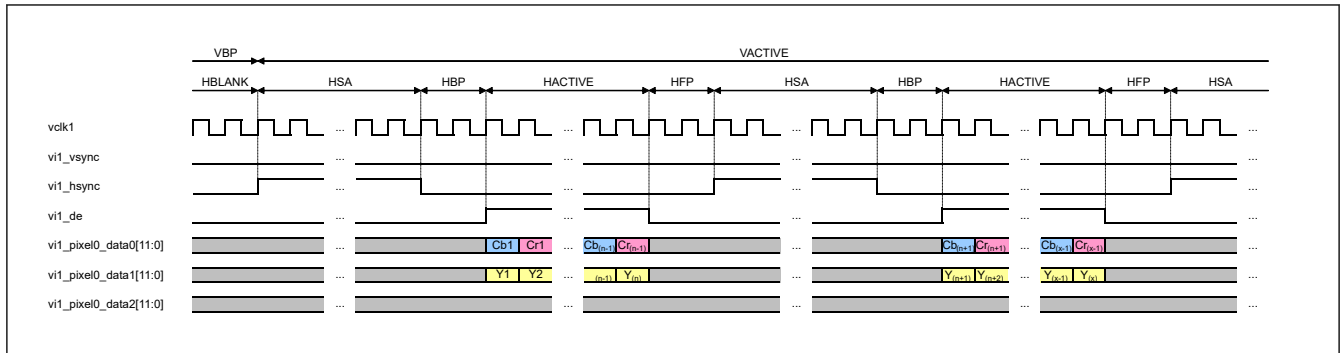 VBP VACTIVE
HBLANK HSA HBP HACTIVE HFP HSA HBP HACTIVE HFP HSA
vclk1 ... ... ... ... ...
vi1_vsync ... ... ... ... ...
vi1_hsync ... ... ... ... ...
vi1_de ... ... ... ... ...
vi1_pixel0_data0[11:0] ... Cb1 Cr1 ... Cb(n-1) Cr(n-1) ... Cb(n+1) Cr(n+1) ... Cb(x-1) Cr(x-1) ...
vi1_pixel0_data1[11:0] ... Y1 Y2 ... (n-1) Y(n) ... Y(n+1) Y(n+2) ... Y(x-1) Y(x) ...
vi1_pixel0_data2[11:0] ... ... ... ... ...